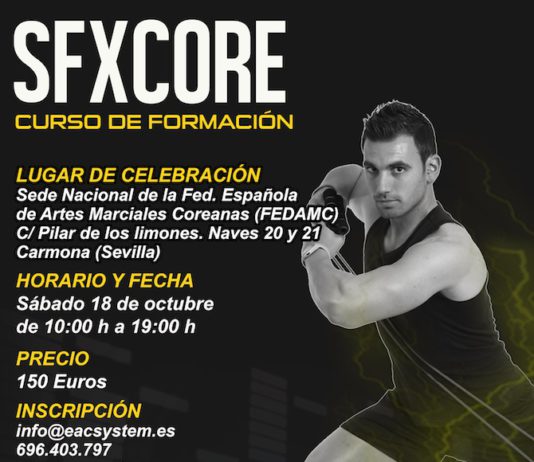 SFXCORE
CURSO DE FORMACIÓN
LUGAR DE CELEBRACIÓN
Sede Nacional de la Fed. Española
de Artes Marciales Coreanas (FEDAMC)
C/ Pilar de los limones. Naves 20 y 21
Carmona (Sevilla)
HORARIO Y FECHA
Sábado 18 de octubre
de 10:00 h a 19:00 h
PRECIO
150 Euros
INSCRIPCIÓN
info@eacsystem.es
696.403.797